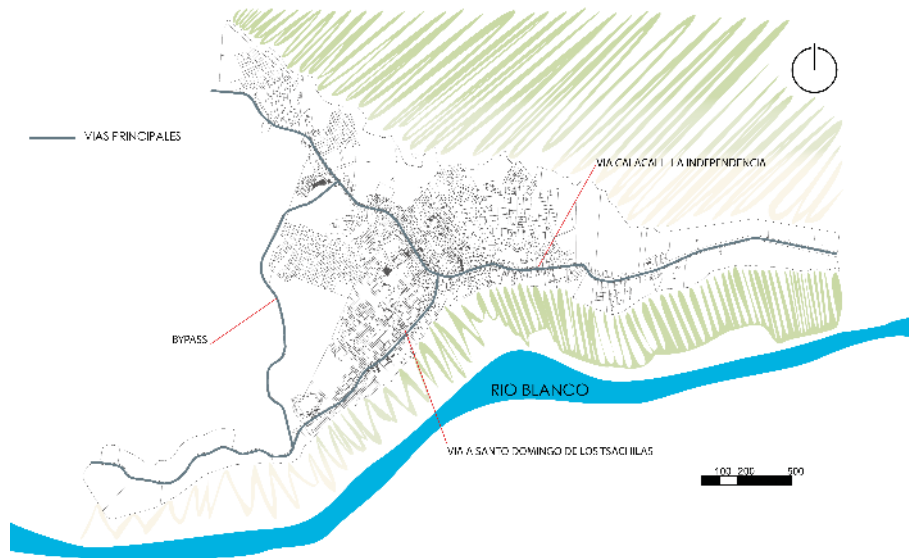 VIAS PRINCIPALES
VIA CALACALI - LA INDEPENDENCIA
BYPASS
RIO BLANCO
VIA A SANTO DOMINGO DE LOS TSACHILAS
100 200 500